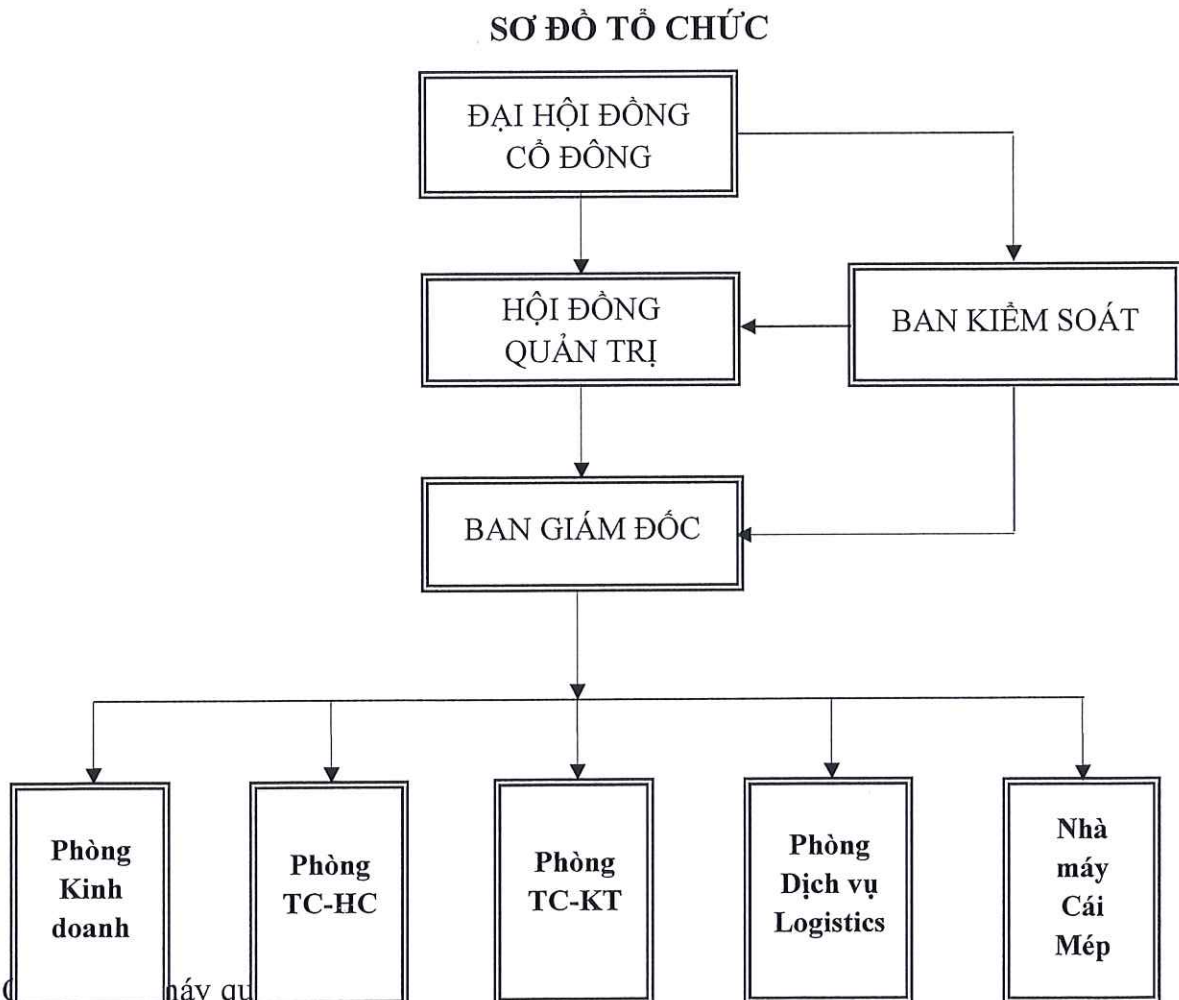 SƠ ĐỒ TỔ CHỨC
ĐẠI HỘI ĐỒNG
CỔ ĐÔNG
HỘI ĐỒNG
QUẢN TRỊ
BAN KIỂM SOÁT
BAN GIÁM ĐỐC
Phòng
Kinh
doanh
Phòng
TC-HC
Phòng
TC-KT
Phòng
Dịch vụ
Logistics
Nhà
máy
Cái
Mép